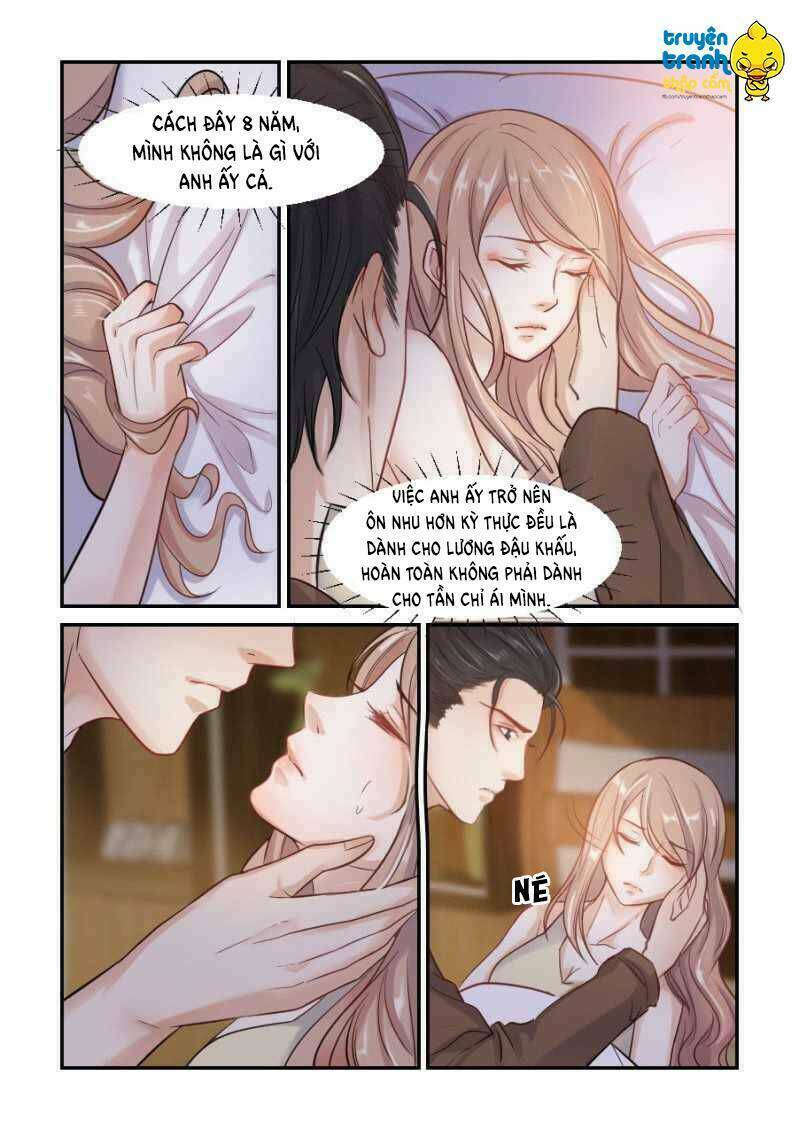 truyện
tranh
thập cẩm
CÁCH ĐÂY 8 NĂM,
MÌNH KHÔNG LÀ GÌ VỚI
ANH ẤY CẢ.
VIỆC ANH ẤY TRỞ NÊN
ÔN NHU HƠN KỲ THỰC ĐỀU LÀ
DÀNH CHO LƯƠNG ĐẬU KHẤU,
HOÀN TOÀN KHÔNG PHẢI DÀNH
CHO TẦN CHỈ ÁI MÌNH.
NÉ